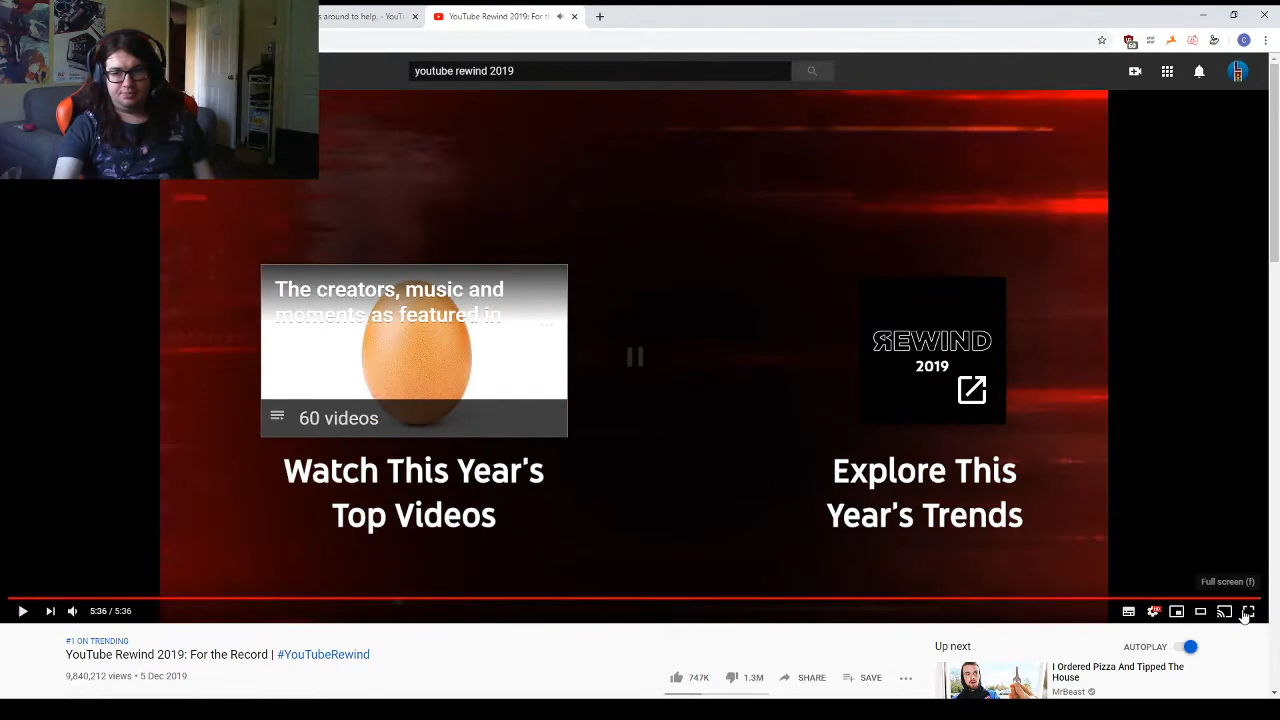 s around to help. - YouT
YouTube Rewind 2019: For th
youtube rewind 2019
The creators, music and
moments as featured in
60 videos
Watch This Year's
Top Videos
REWIND
2019
Explore This
Year's Trends
Full screen (f)
5:36 / 5:36
HD
#1 ON TRENDING
YouTube Rewind 2019: For the Record | #YouTubeRewind
9,840,212 views • 5 Dec 2019
747K
1.3M
SHARE
SAVE
Up next
AUTOPLAY
I Ordered Pizza And Tipped The
House
MrBeast